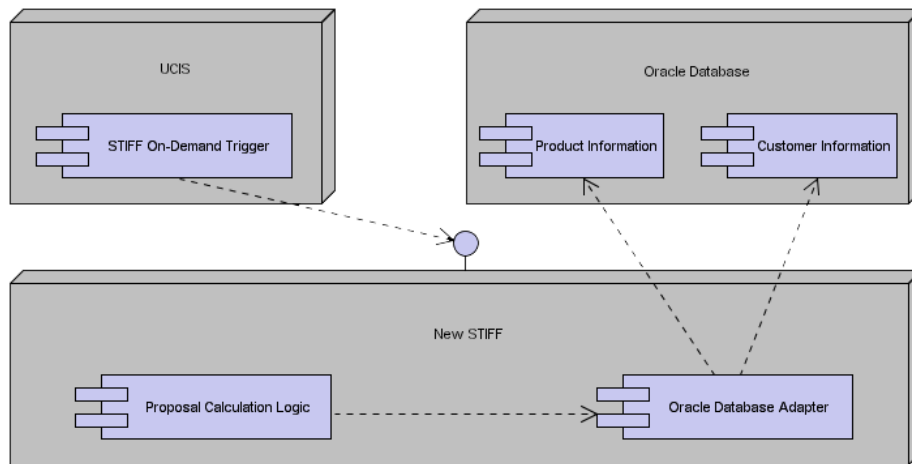 UCIS
STIFF On-Demand Trigger
Oracle Database
Product Information
Customer Information
New STIFF
Proposal Calculation Logic
Oracle Database Adapter